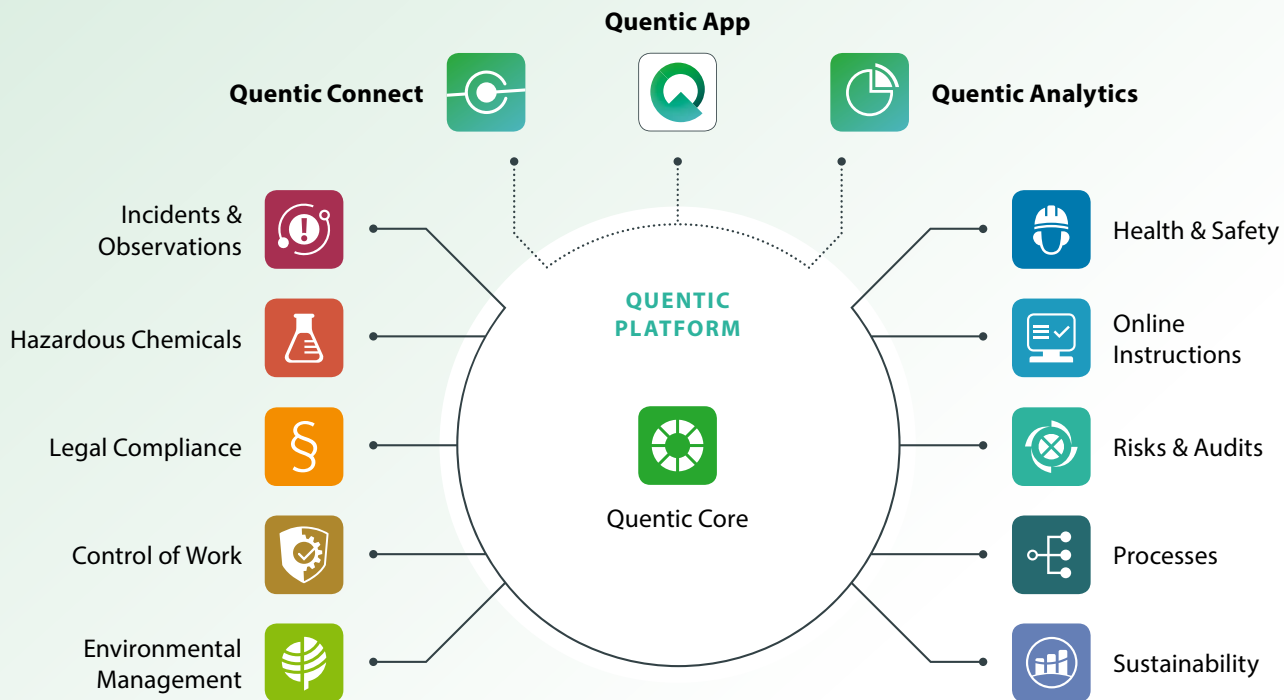 Quentic App
Quentic Connect
Quentic Analytics
Incidents &
Observations
Hazardous Chemicals
Legal Compliance
§
Control of Work
Environmental
Management
QUENTIC
PLATFORM
Quentic Core
Health & Safety
Online
Instructions
Risks & Audits
Processes
Sustainability